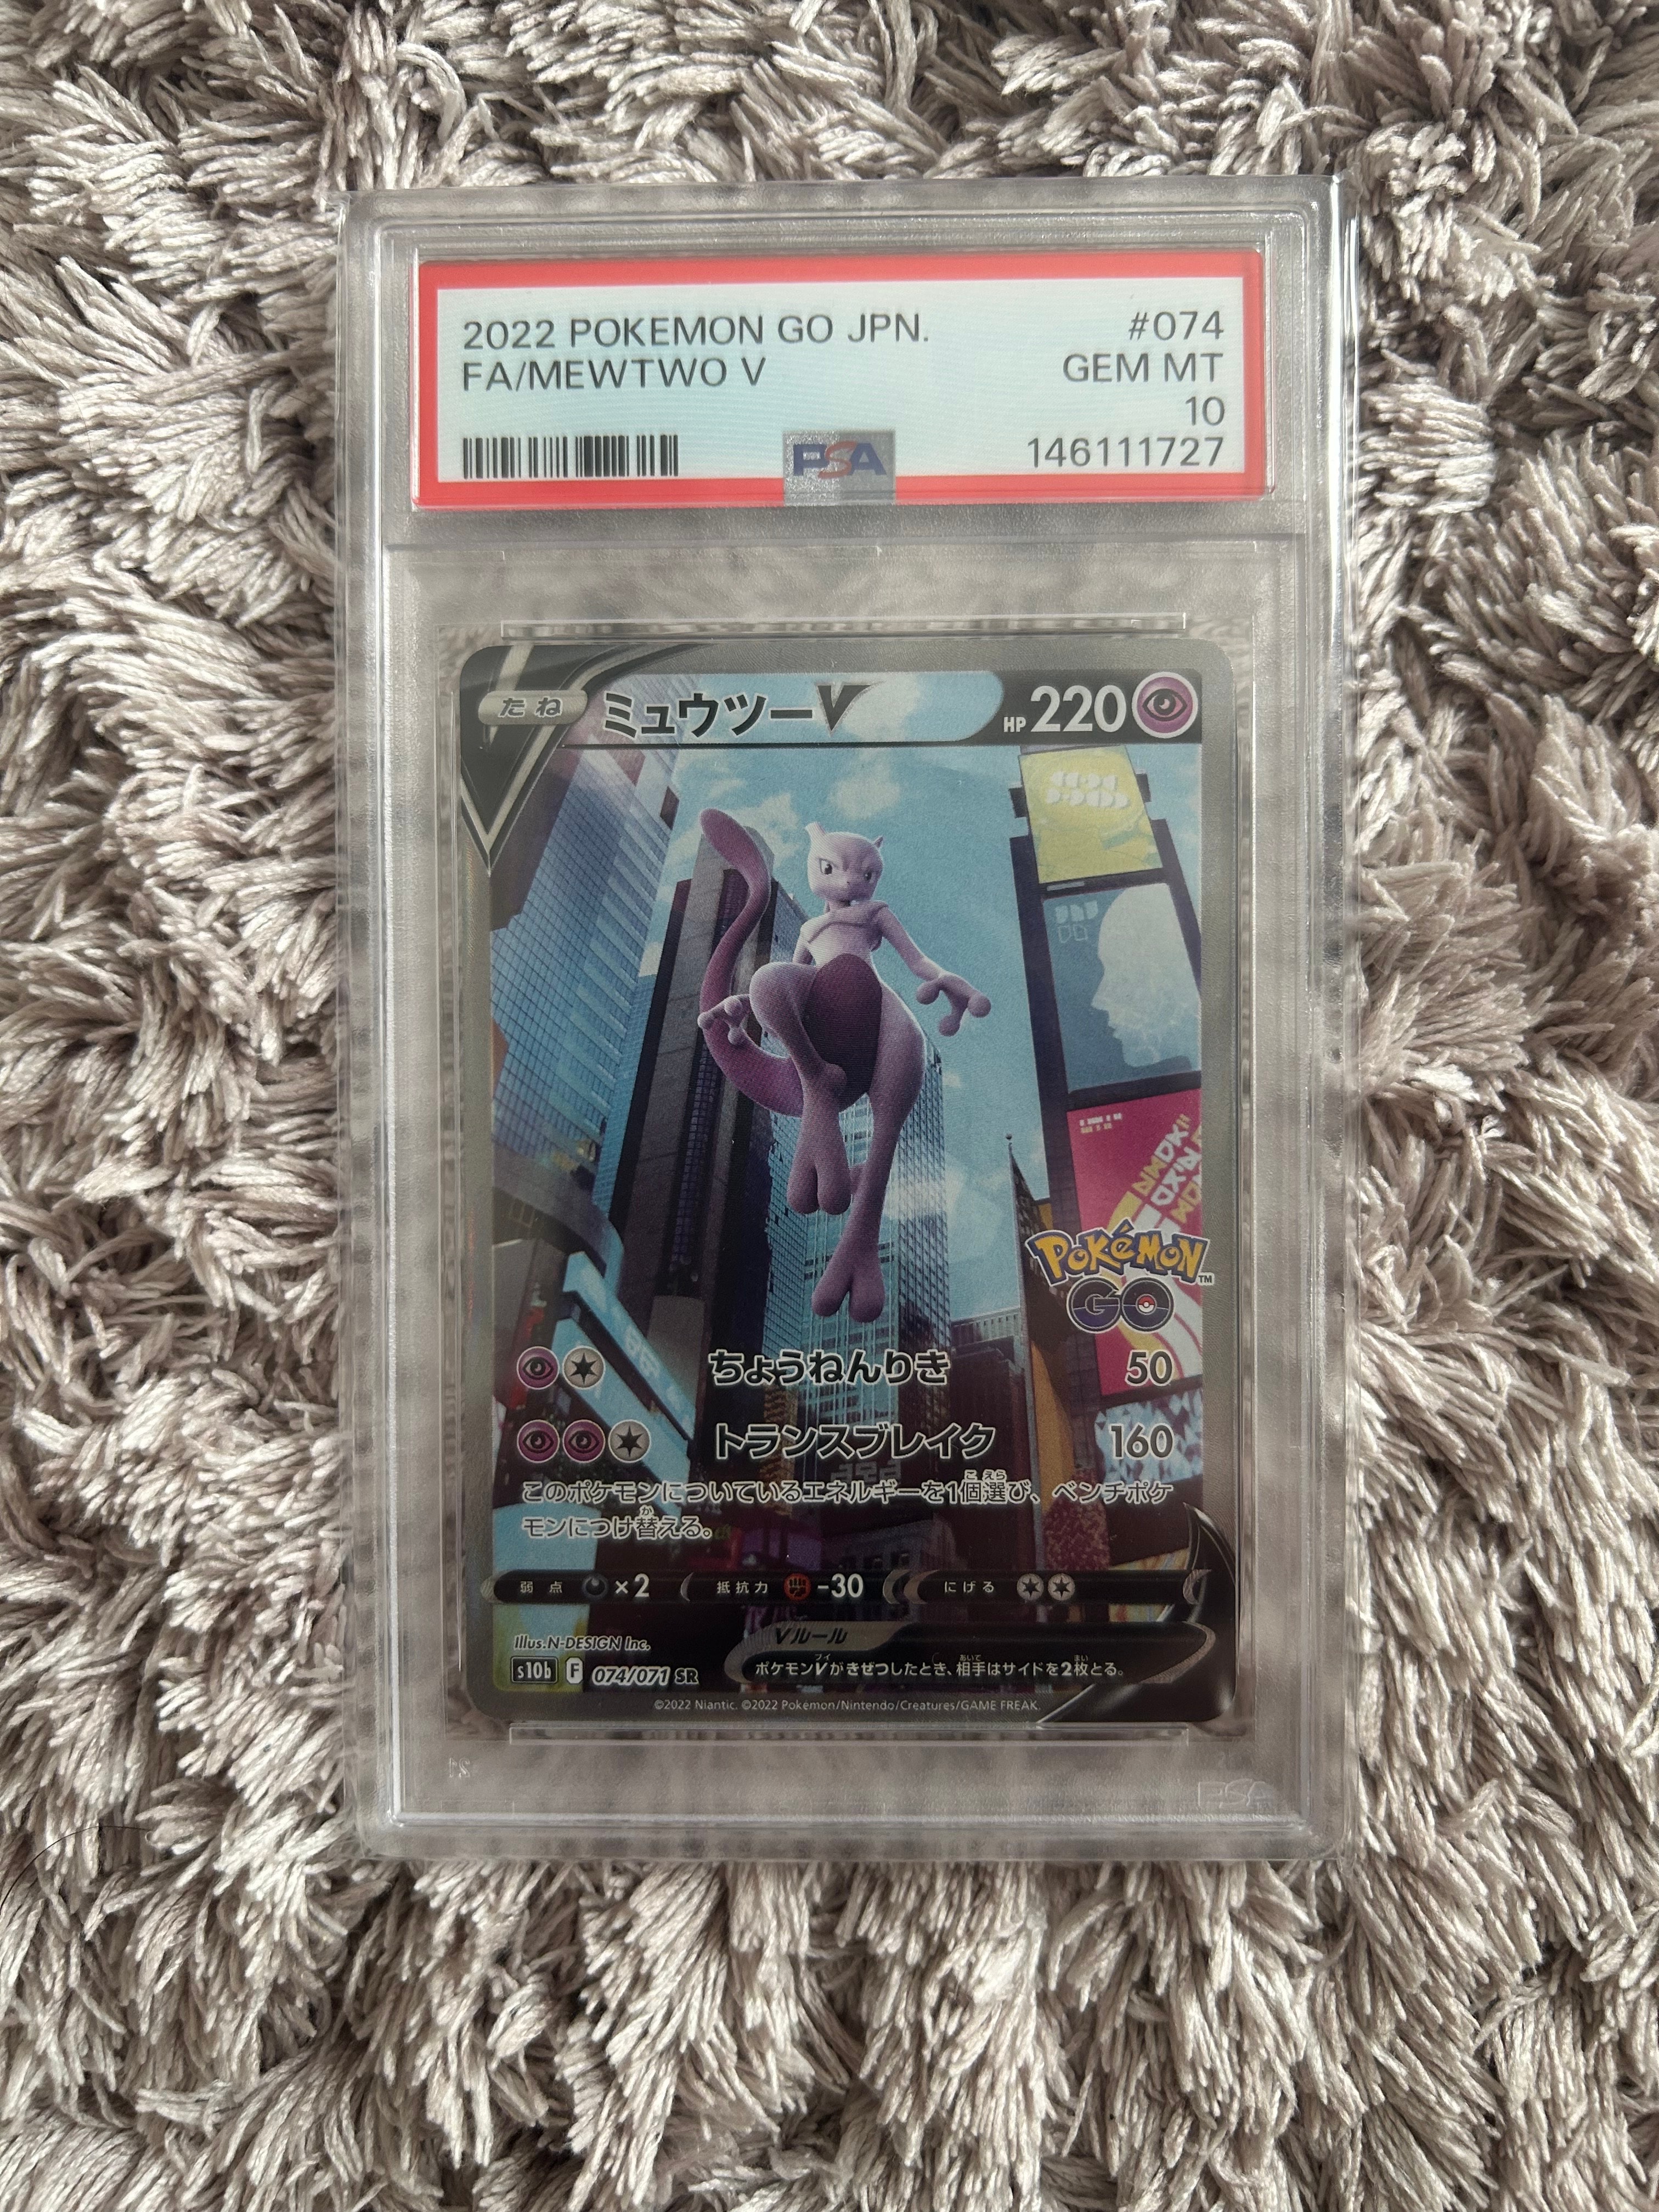 2022 POKEMON GO JPN. #074
FA/MEWTWO V GEM MT
10
PSA 146111727
たね ミュウツーV HP 220
POKéMON™
GO
ちょうねんりき 50
トランスブレイク 160
このポケモンについているエネルギーを1個選び、ベンチポケ
モンにつけ替える。
弱点 ×2 抵抗力 -30 にげる
Illus.N-DESIGN Inc.
Vルール
s10b F 074/071 SR ポケモンVがきぜつしたとき、相手はサイドを2枚とる。
©2022 Niantic. ©2022 Pokémon/Nintendo/Creatures/GAME FREAK.
PSA